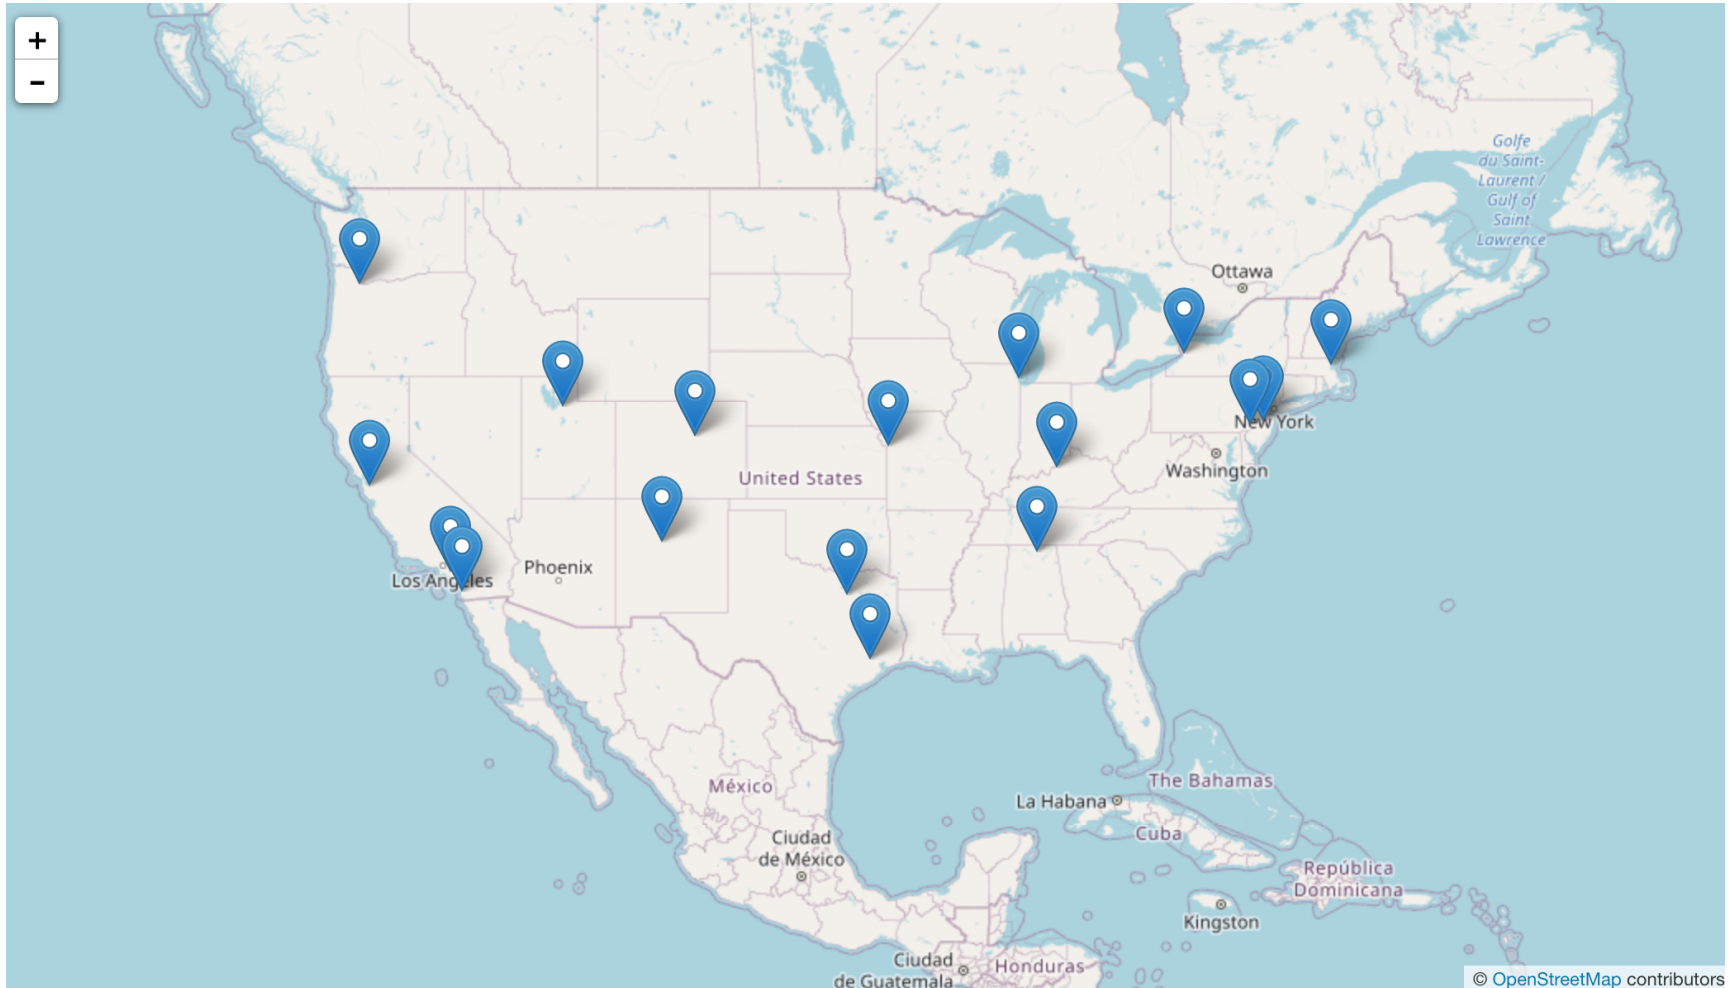 +
-
Golfe
du Saint-
Laurent /
Gulf of
Saint
Lawrence
Ottawa
New York
Washington
United States
Phoenix
Los Angeles
México
Ciudad
de México
The Bahamas
La Habana
Cuba
República
Dominicana
Kingston
Ciudad
de Guatemala
Honduras
© OpenStreetMap contributors